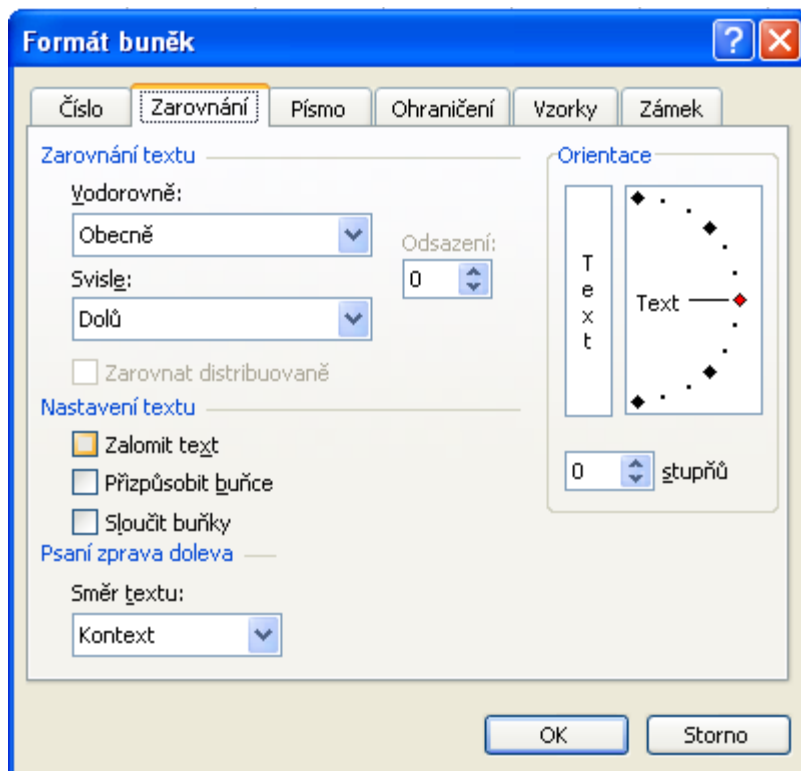 Formát buněk
Číslo Zarovnání Písmo Ohraničení Vzorky Zámek
Zarovnání textu
Vodorovně:
Obecně
Odsazení:
0
Svisle:
Dolů
Zarovnat distribuovaně
Nastavení textu
Zalomit text
Přizpůsobit buňce
Sloučit buňky
Psaní zprava doleva
Směr textu:
Kontext
Orientace
Text
Text
0 stupňů
OK Storno